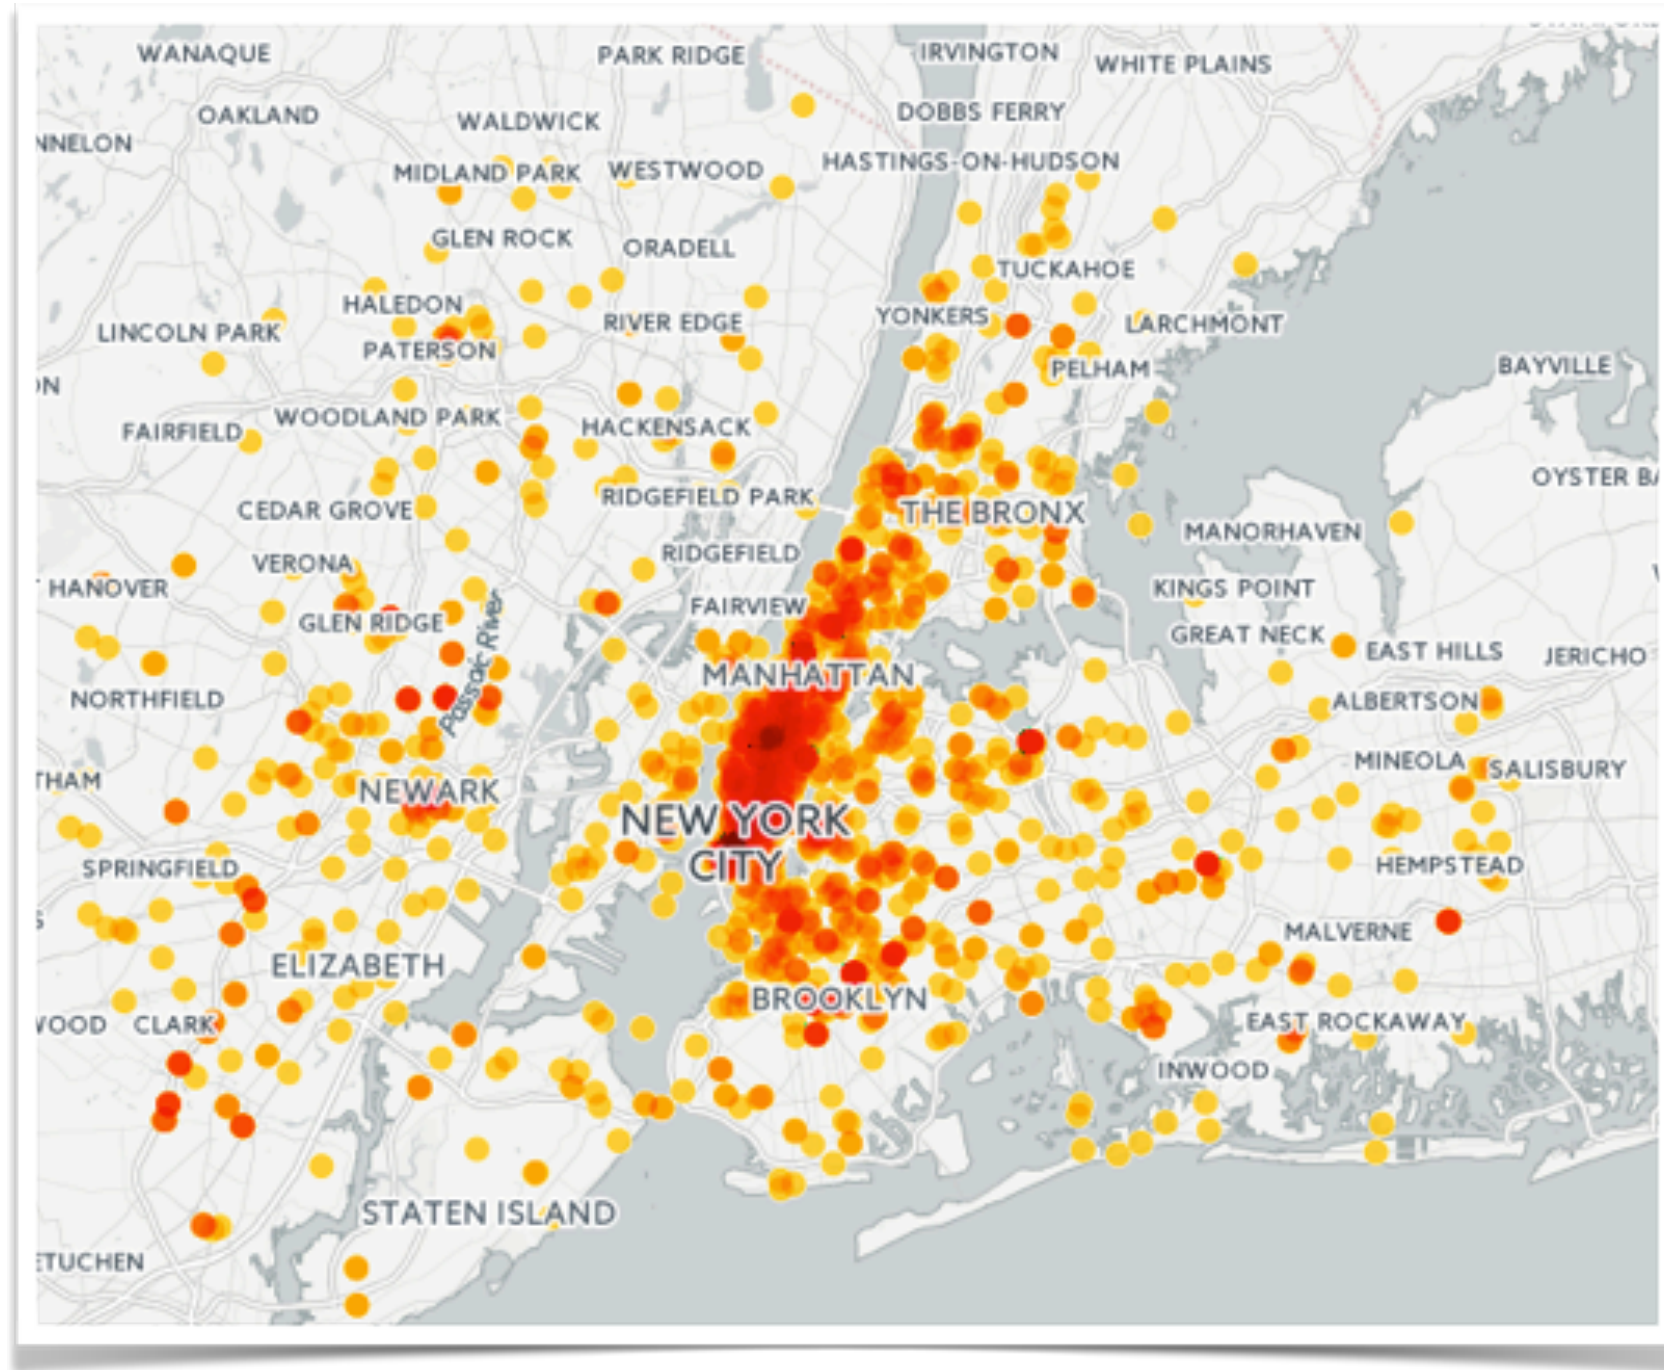 WANAQUE
PARK RIDGE
IRVINGTON
WHITE PLAINS
OAKLAND
WALDWICK
DOBBS FERRY
NNELON
MIDLAND PARK
WESTWOOD
HASTINGS-ON-HUDSON
GLEN ROCK
ORADELL
TUCKAHOE
HALEDON
LINCOLN PARK
RIVER EDGE
YONKERS
LARCHMONT
PATERSON
PELHAM
BAYVILLE
ON
WOODLAND PARK
FAIRFIELD
HACKENSACK
OYSTER BA
RIDGEFIELD PARK
CEDAR GROVE
THE BRONX
MANORHAVEN
VERONA
RIDGEFIELD
T HANOVER
KINGS POINT
FAIRVIEW
GLEN RIDGE
Passaic River
GREAT NECK
EAST HILLS
JERICHO
MANHATTAN
NORTHFIELD
ALBERTSON
MINEOLA
SALISBURY
THAM
NEWARK
NEW YORK
CITY
SPRINGFIELD
HEMPSTEAD
S
MALVERNE
ELIZABETH
BROOKLYN
WOOD
CLARK
EAST ROCKAWAY
INWOOD
STATEN ISLAND
ETUCHEN